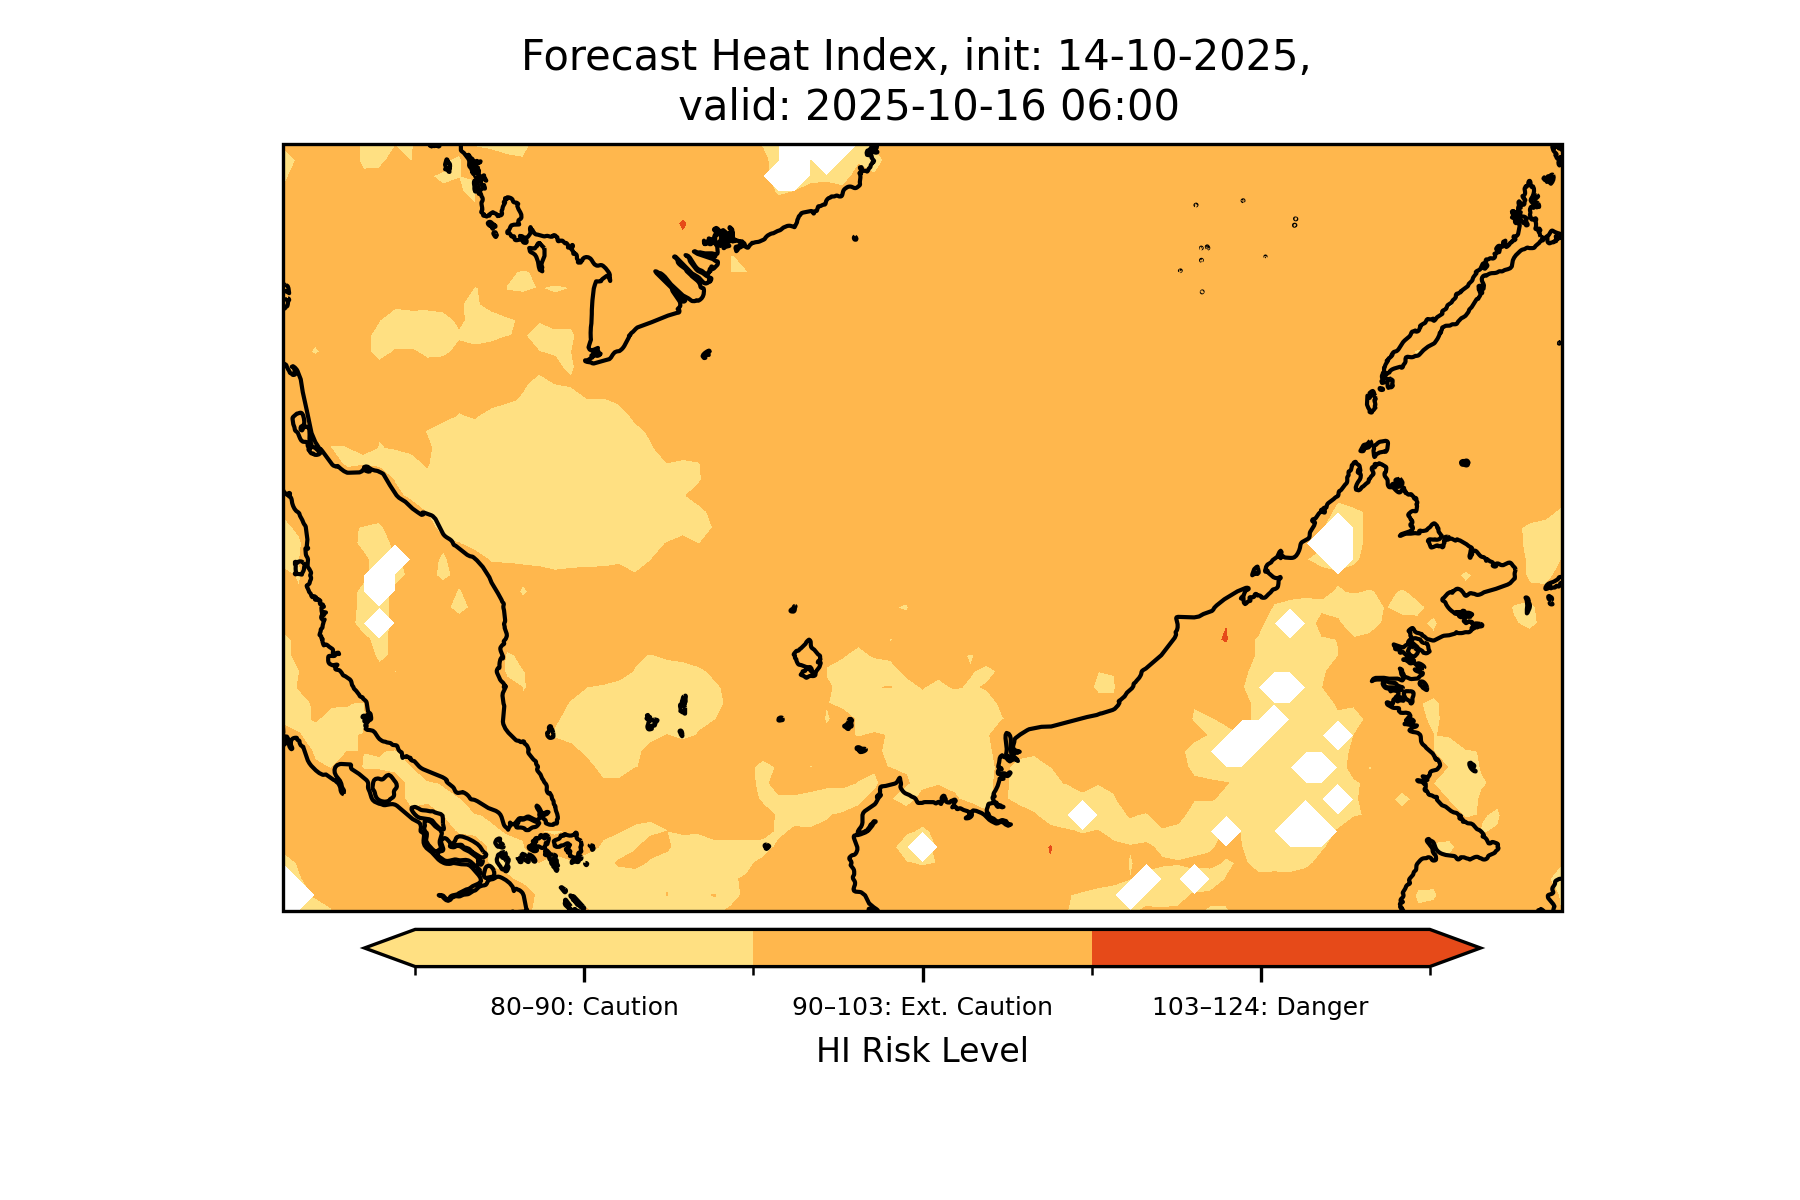 Forecast Heat Index, init: 14-10-2025,
valid: 2025-10-16 06:00
80–90: Caution
90–103: Ext. Caution
103–124: Danger
HI Risk Level